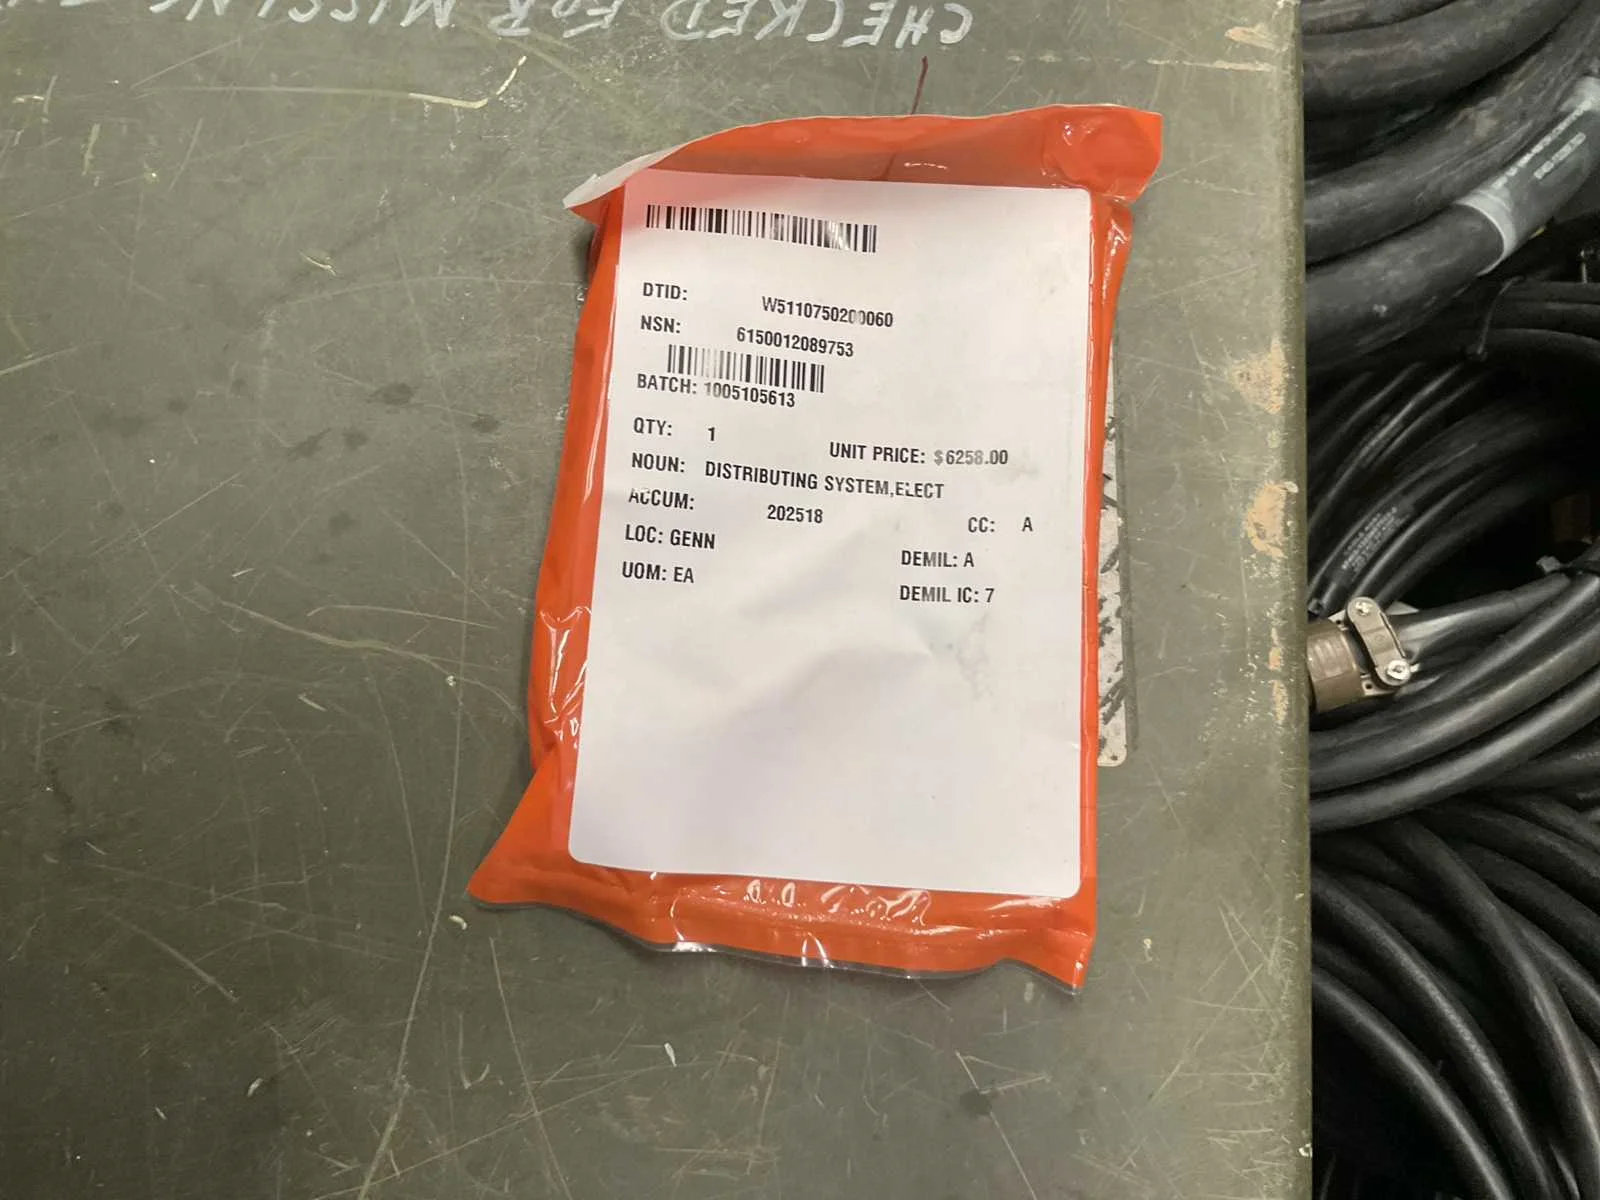 CHECKED FOR MISSING
DTID: W5110750200060
NSN: 6150012089753
BATCH: 1005105613
QTY: 1
UNIT PRICE: $6258.00
NOUN: DISTRIBUTING SYSTEM,ELECT
ACCUM: 202518
CC: A
LOC: GENN
DEMIL: A
UOM: EA
DEMIL IC: 7